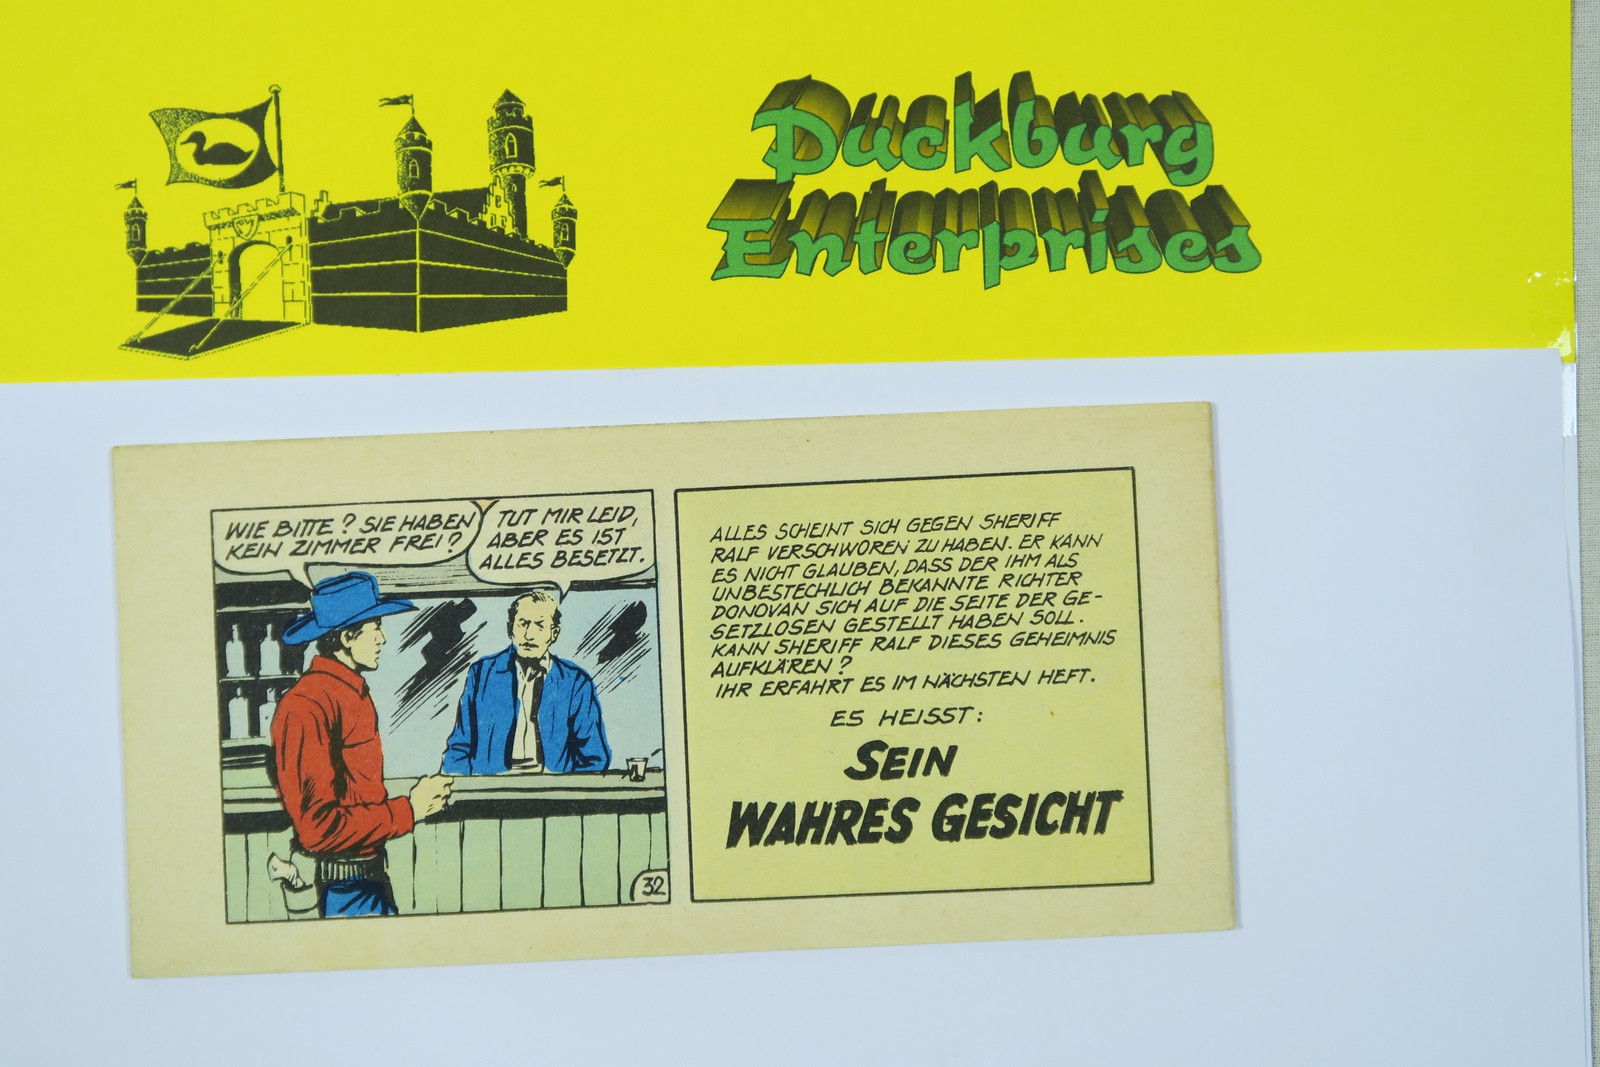 Duckburg
Enterprises
WIE BITTE? SIE HABEN
KEIN ZIMMER FREI?
TUT MIR LEID,
ABER ES IST
ALLES BESETZT.
32
ALLES SCHEINT SICH GEGEN SHERIFF
RALF VERSCHWOREN ZU HABEN. ER KANN
ES NICHT GLAUBEN, DASS DER IHM ALS
UNBESTECHLICH BEKANNTE RICHTER
DONOVAN SICH AUF DIE SEITE DER GE-
SETZLOSEN GESTELLT HABEN SOLL.
KANN SHERIFF RALF DIESES GEHEIMNIS
AUFKLÄREN?
IHR ERFAHRT ES IM NÄCHSTEN HEFT.
ES HEISST:
SEIN
WAHRES GESICHT